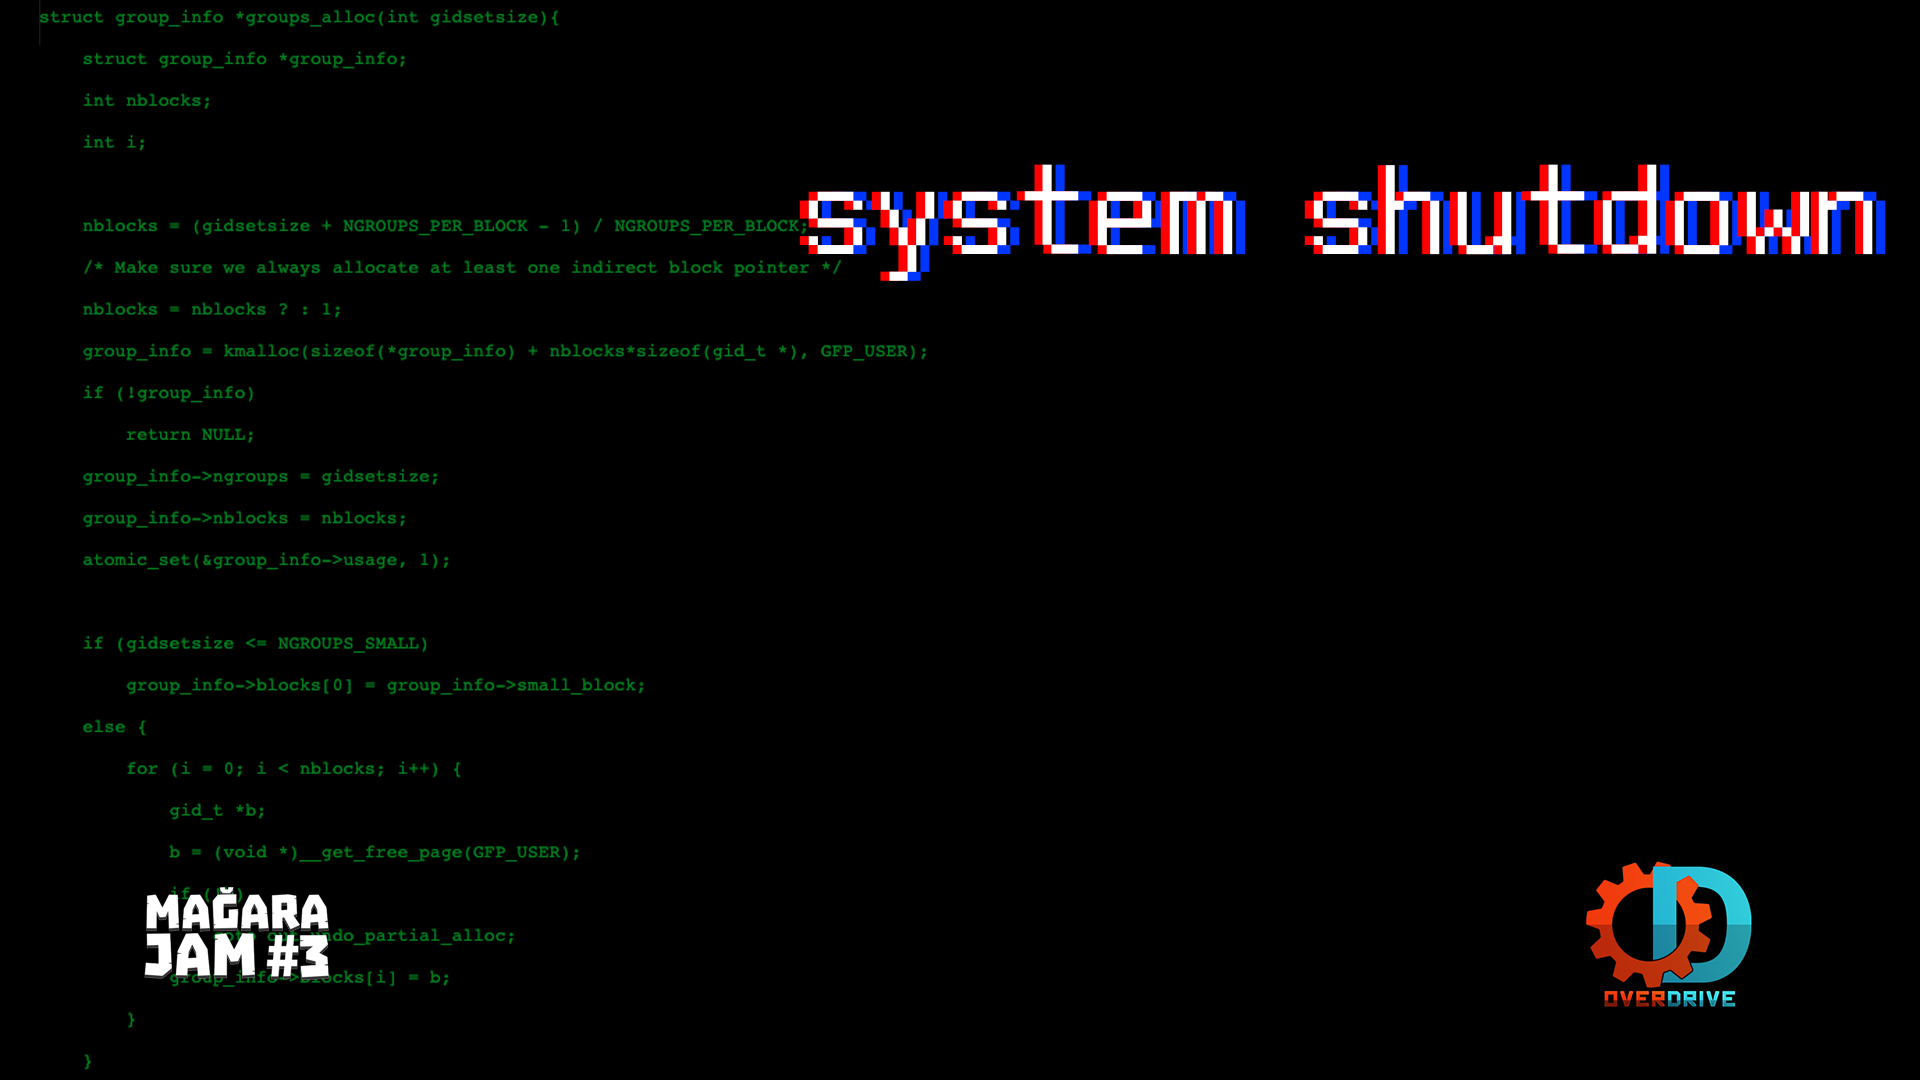 struct group_info *groups_alloc(int gidsetsize){
struct group_info *group_info;
int nblocks;
int i;
system shutdown
nblocks = (gidsetsize + NGROUPS_PER_BLOCK - 1) / NGROUPS_PER_BLOCK;
/* Make sure we always allocate at least one indirect block pointer */
nblocks = nblocks ? : 1;
group_info = kmalloc(sizeof(*group_info) + nblocks*sizeof(gid_t *), GFP_USER);
if (!group_info)
return NULL;
group_info->ngroups = gidsetsize;
group_info->nblocks = nblocks;
atomic_set(&group_info->usage, 1);
if (gidsetsize <= NGROUPS_SMALL)
group_info->blocks[0] = group_info->small_block;
else {
for (i = 0; i < nblocks; i++) {
gid_t *b;
b = (void *)__get_free_page(GFP_USER);
if
MAĞARA
JAM #3
undo_partial_alloc;
group_info->blocks[i] = b;
}
}
OVERDRIVE